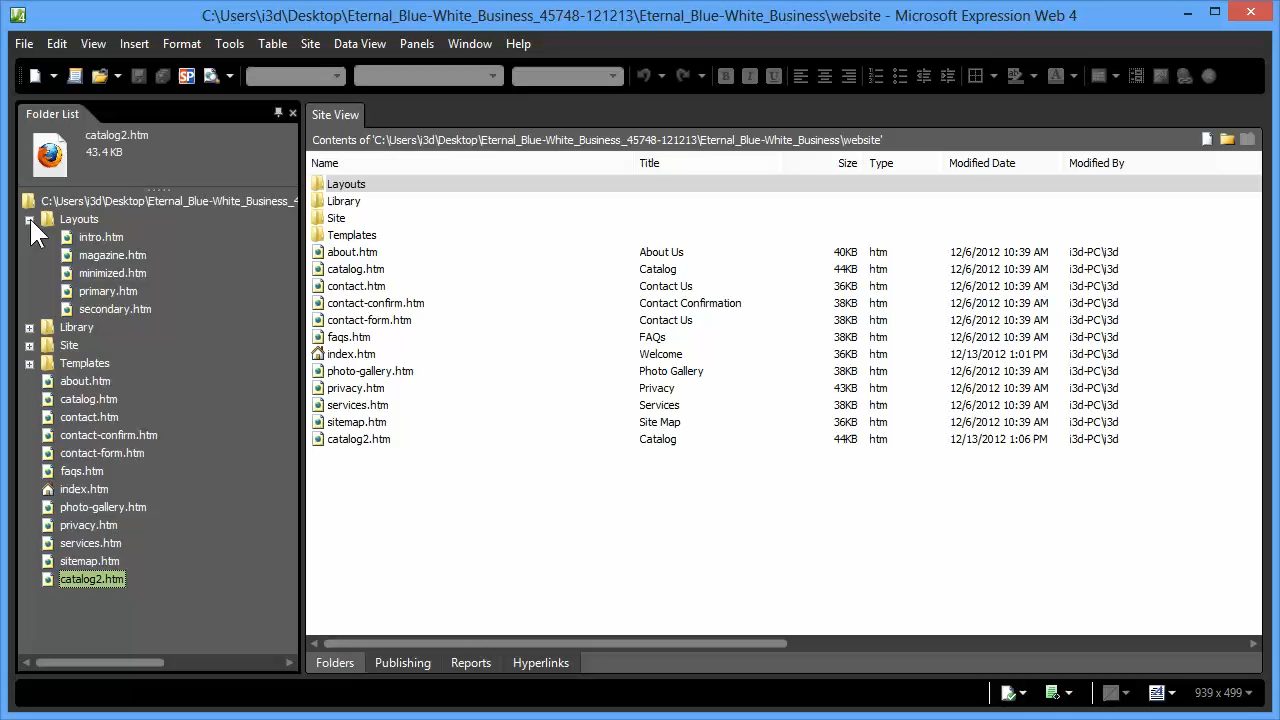 C:\Users\i3d\Desktop\Eternal_Blue-White_Business_45748-121213\Eternal_Blue-White_Business\website - Microsoft Expression Web 4
File Edit View Insert Format Tools Table Site Data View Panels Window Help
Folder List
catalog2.htm
43.4 KB
C:\Users\i3d\Desktop\Eternal_Blue-White_Business_4
Layouts
intro.htm
magazine.htm
minimized.htm
primary.htm
secondary.htm
Library
Site
Templates
about.htm
catalog.htm
contact.htm
contact-confirm.htm
contact-form.htm
faqs.htm
index.htm
photo-gallery.htm
privacy.htm
services.htm
sitemap.htm
catalog2.htm
Site View
Contents of 'C:\Users\i3d\Desktop\Eternal_Blue-White_Business_45748-121213\Eternal_Blue-White_Business\website'
Name Title Size Type Modified Date Modified By
Layouts
Library
Site
Templates
about.htm About Us 40KB htm 12/6/2012 10:39 AM i3d-PC\i3d
catalog.htm Catalog 44KB htm 12/6/2012 10:39 AM i3d-PC\i3d
contact.htm Contact Us 36KB htm 12/6/2012 10:39 AM i3d-PC\i3d
contact-confirm.htm Contact Confirmation 38KB htm 12/6/2012 10:39 AM i3d-PC\i3d
contact-form.htm Contact Us 38KB htm 12/6/2012 10:39 AM i3d-PC\i3d
faqs.htm FAQs 38KB htm 12/6/2012 10:39 AM i3d-PC\i3d
index.htm Welcome 36KB htm 12/13/2012 1:01 PM i3d-PC\i3d
photo-gallery.htm Photo Gallery 38KB htm 12/6/2012 10:39 AM i3d-PC\i3d
privacy.htm Privacy 43KB htm 12/6/2012 10:39 AM i3d-PC\i3d
services.htm Services 38KB htm 12/6/2012 10:39 AM i3d-PC\i3d
sitemap.htm Site Map 36KB htm 12/6/2012 10:39 AM i3d-PC\i3d
catalog2.htm Catalog 44KB htm 12/13/2012 1:06 PM i3d-PC\i3d
Folders Publishing Reports Hyperlinks
939 x 499